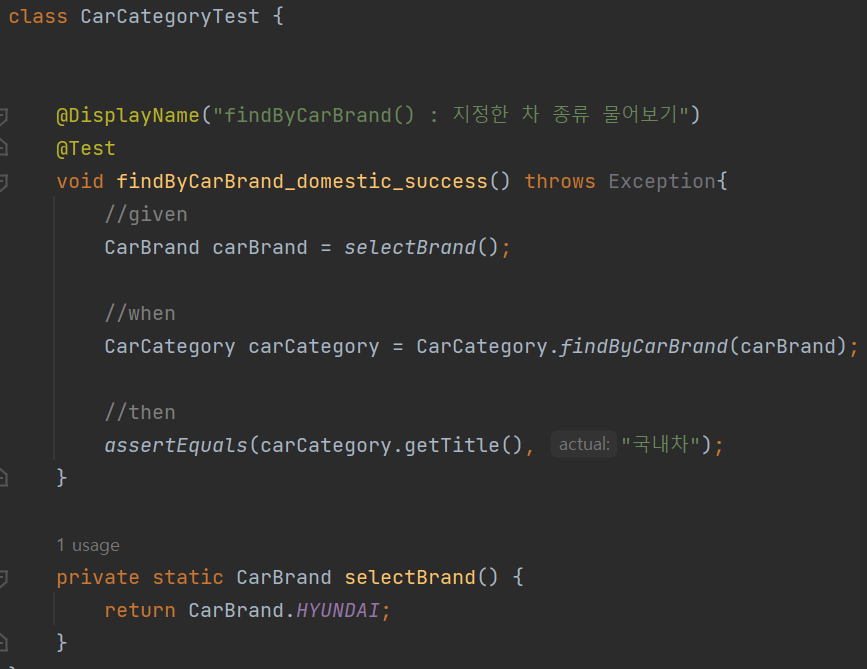 class CarCategoryTest {
@DisplayName("findByCarBrand() : 지정한 차 종류 물어보기")
@Test
void findByCarBrand_domestic_success() throws Exception{
//given
CarBrand carBrand = selectBrand();
//when
CarCategory carCategory = CarCategory.findByCarBrand(carBrand);
//then
assertEquals(carCategory.getTitle(), actual: "국내차");
}
1 usage
private static CarBrand selectBrand() {
return CarBrand.HYUNDAI;
}